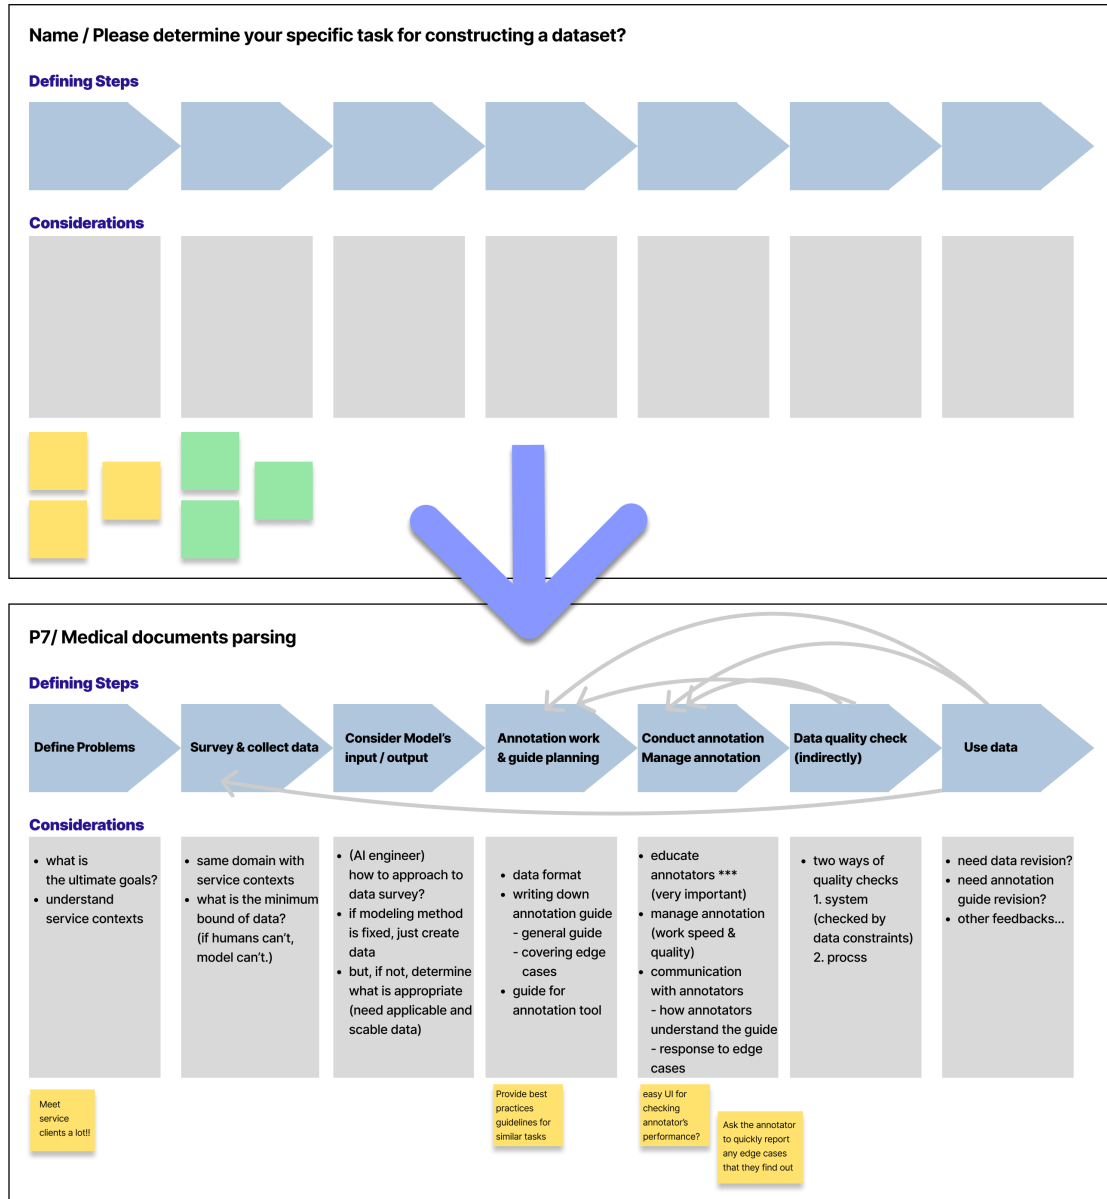 Name / Please determine your specific task for constructing a dataset?
Defining Steps
Considerations
P7/ Medical documents parsing
Defining Steps
Define Problems
Survey & collect data
Consider Model's
input / output
Annotation work
& guide planning
Conduct annotation
Manage annotation
Data quality check
(indirectly)
Use data
Considerations
• what is
the ultimate goals?
• understand
service contexts
• same domain with
service contexts
• what is the minimum
bound of data?
(if humans can't,
model can't.)
• (AI engineer)
how to approach to
data survey?
• if modeling method
is fixed, just create
data
• but, if not, determine
what is appropriate
(need applicable and
scable data)
• data format
• writing down
annotation guide
- general guide
- covering edge
cases
• guide for
annotation tool
• educate
annotators ***
(very important)
• manage annotation
(work speed &
quality)
• communication
with annotators
- how annotators
understand the guide
- response to edge
cases
• two ways of
quality checks
1. system
(checked by
data constraints)
2. procss
• need data revision?
• need annotation
guide revision?
• other feedbacks...
Meet
service
clients a lot!!
Provide best
practices
guidelines for
similar tasks
easy UI for
checking
annotator's
performance?
Ask the annotator
to quickly report
any edge cases
that they find out